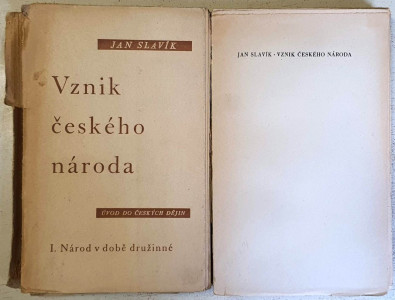 JAN SLAVÍK
Vznik
českého
národa
ÚVOD DO ČESKÝCH DĚJIN
I. Národ v době družinné
JAN SLAVÍK · VZNIK ČESKÉHO NÁRODA